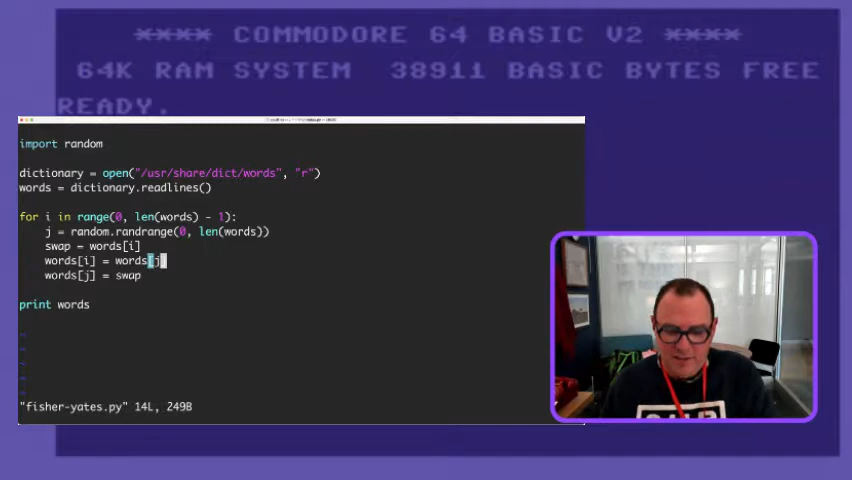 **** COMMODORE 64 BASIC V2 ****
64K RAM SYSTEM 38911 BASIC BYTES FREE
READY.
import random
dictionary = open("/usr/share/dict/words", "r")
words = dictionary.readlines()
for i in range(0, len(words) - 1):
j = random.randrange(0, len(words))
swap = words[i]
words[i] = words[j]
words[j] = swap
print words
~
~
~
~
~
"fisher-yates.py" 14L, 249B